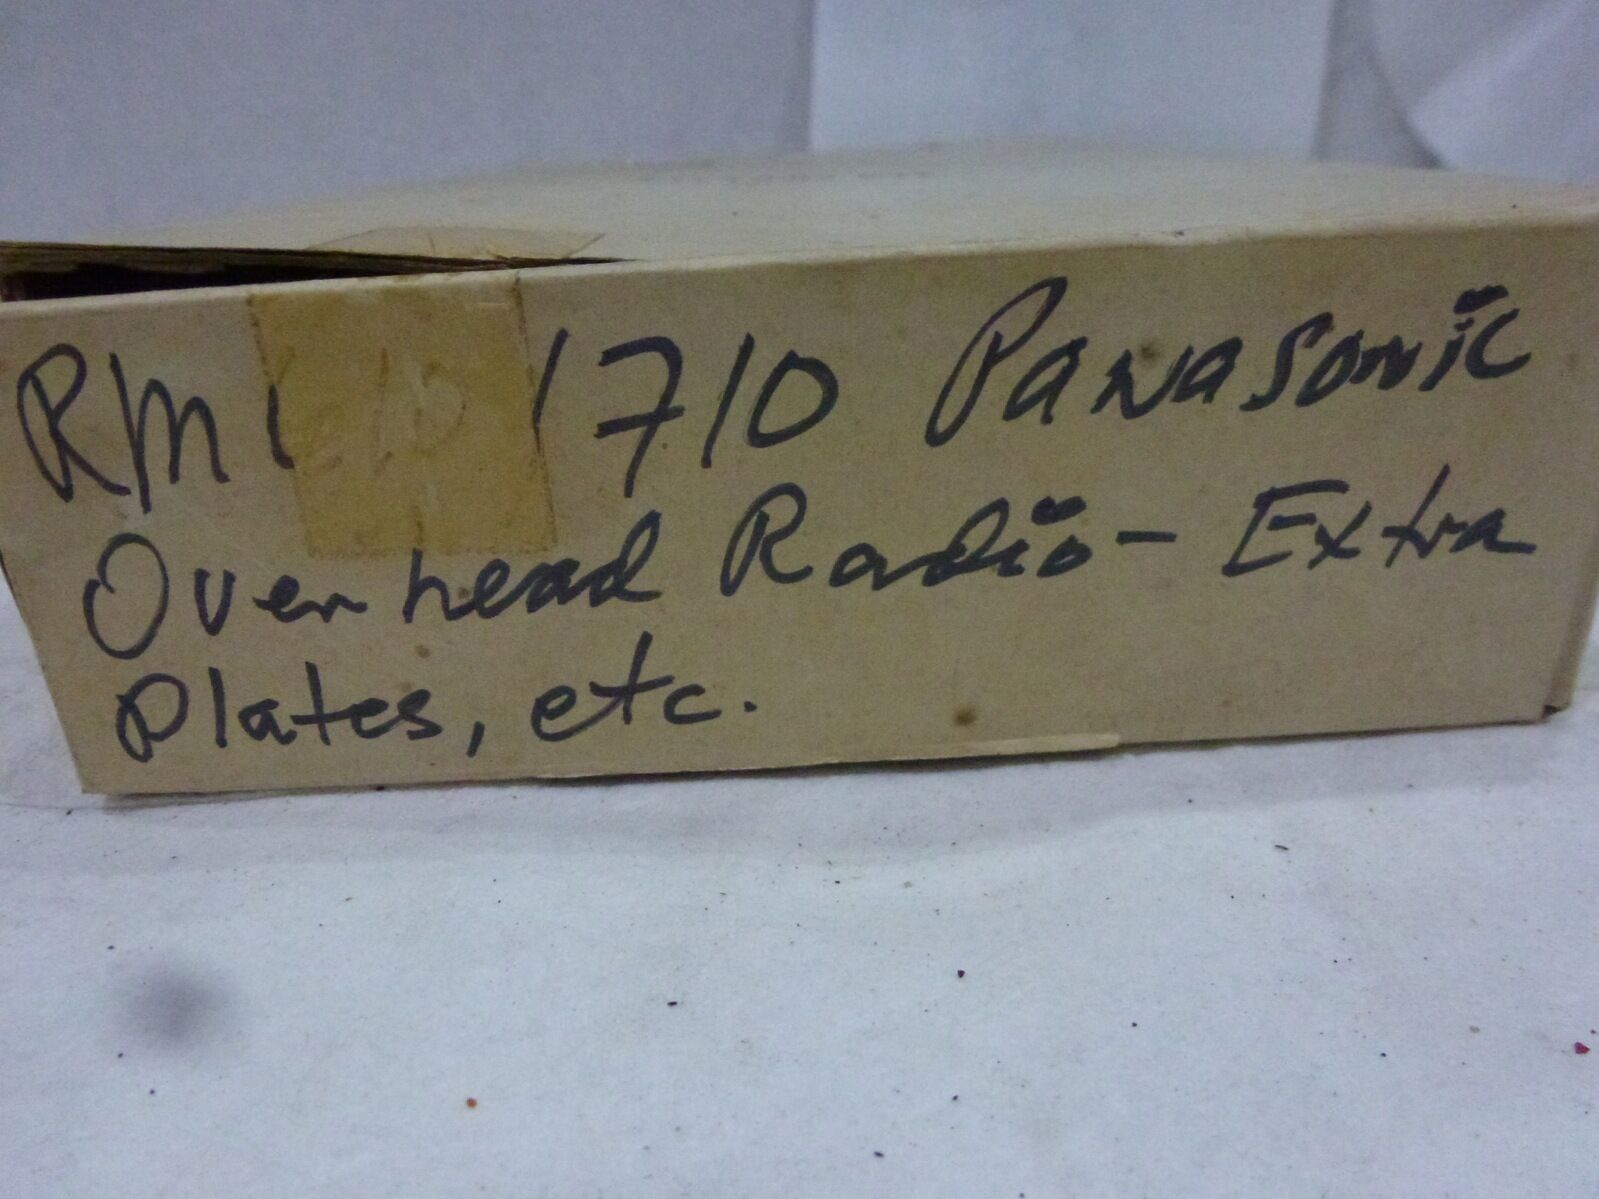 RM 1710 Panasonic
Overhead Radio - Extra
Plates, etc.